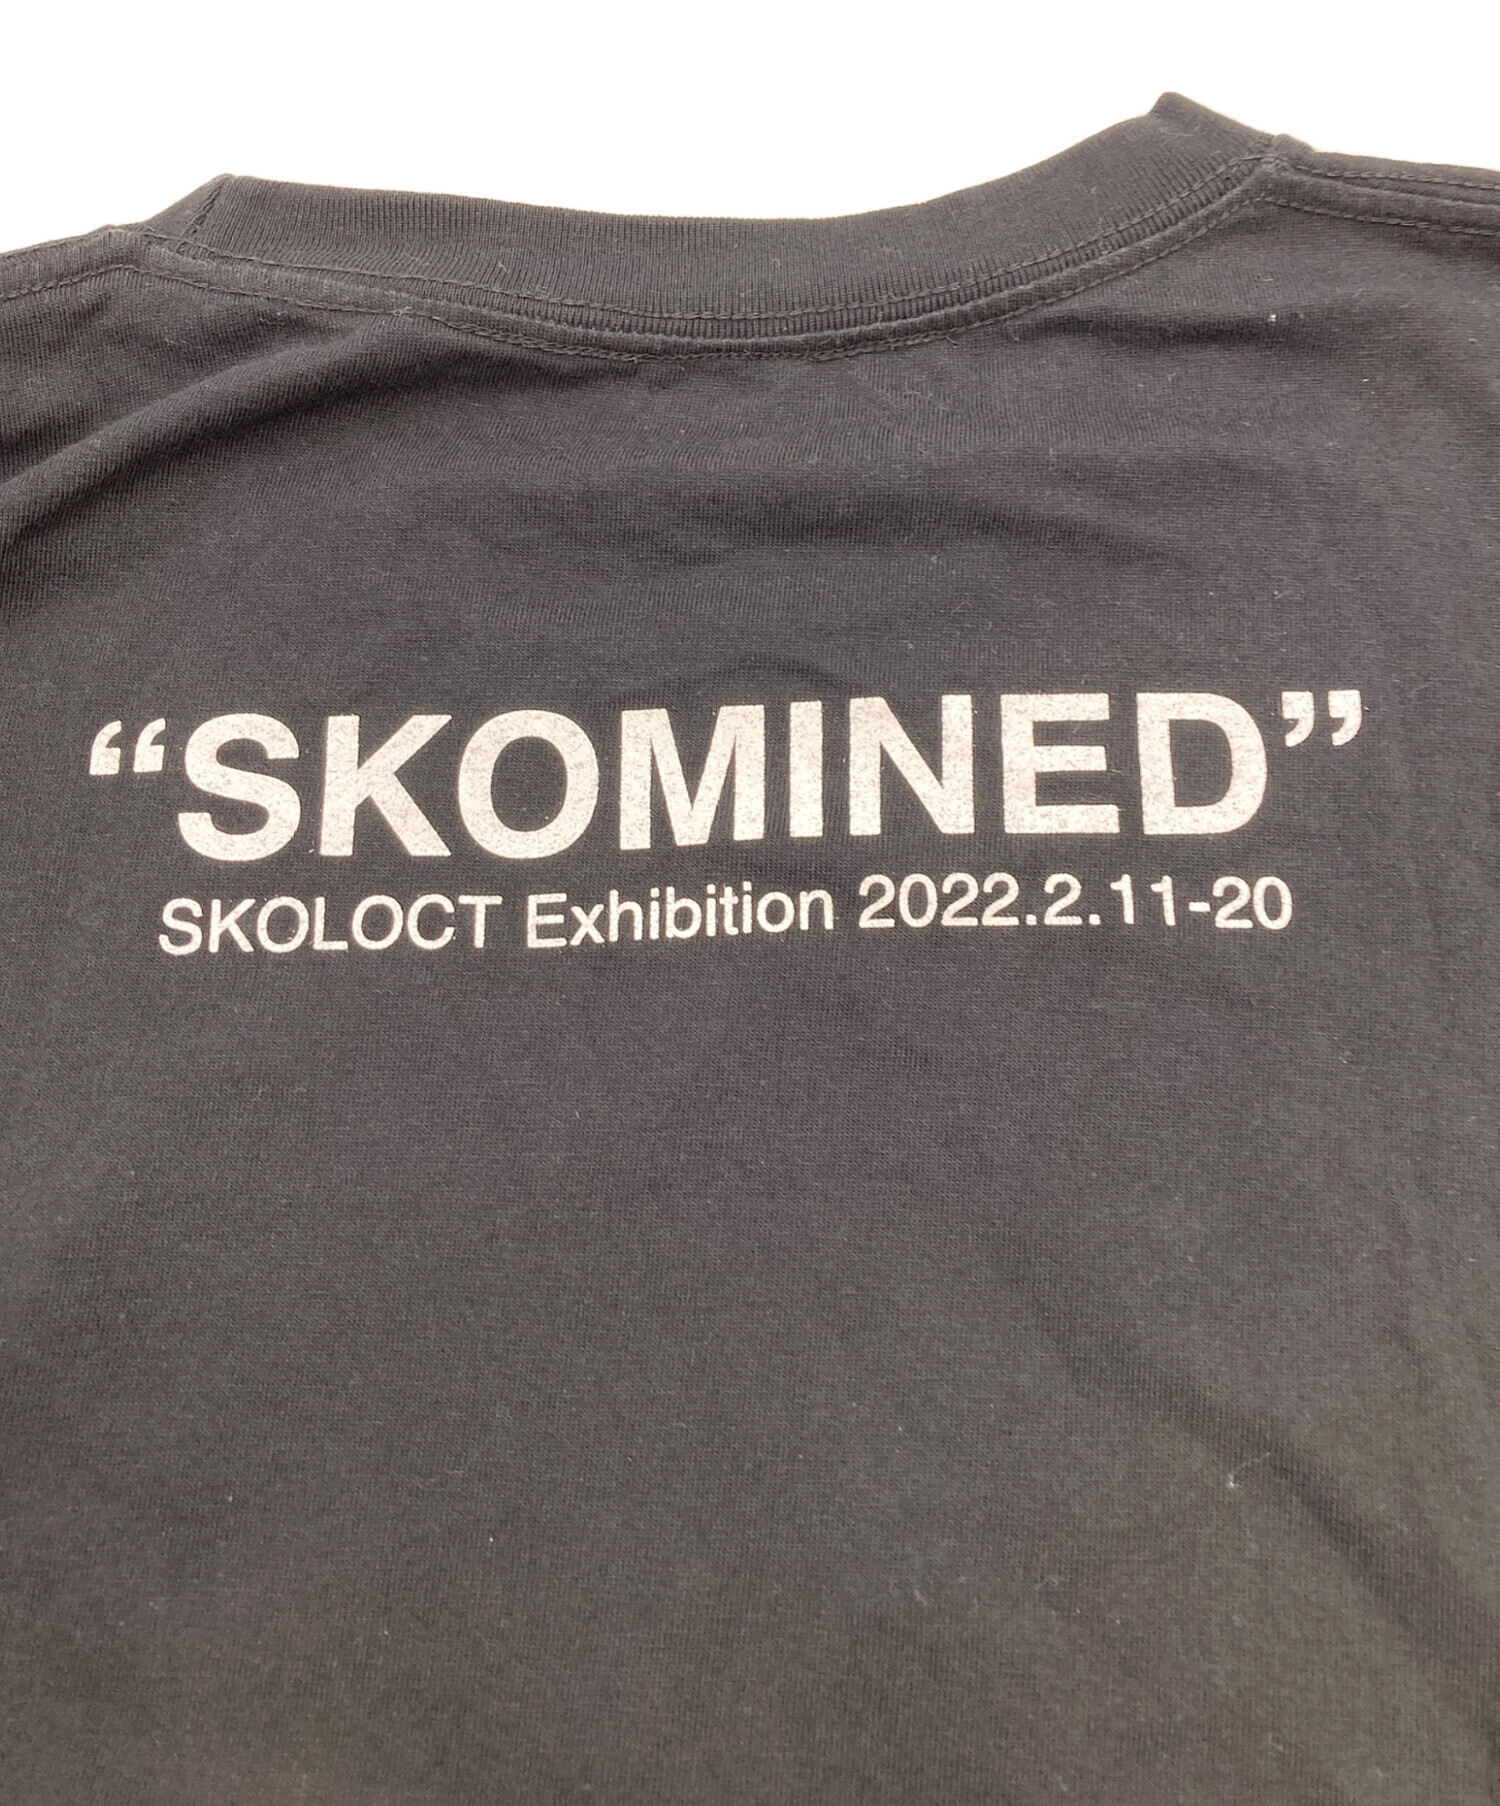 “SKOMINED”
SKOLOCT Exhibition 2022.2.11-20